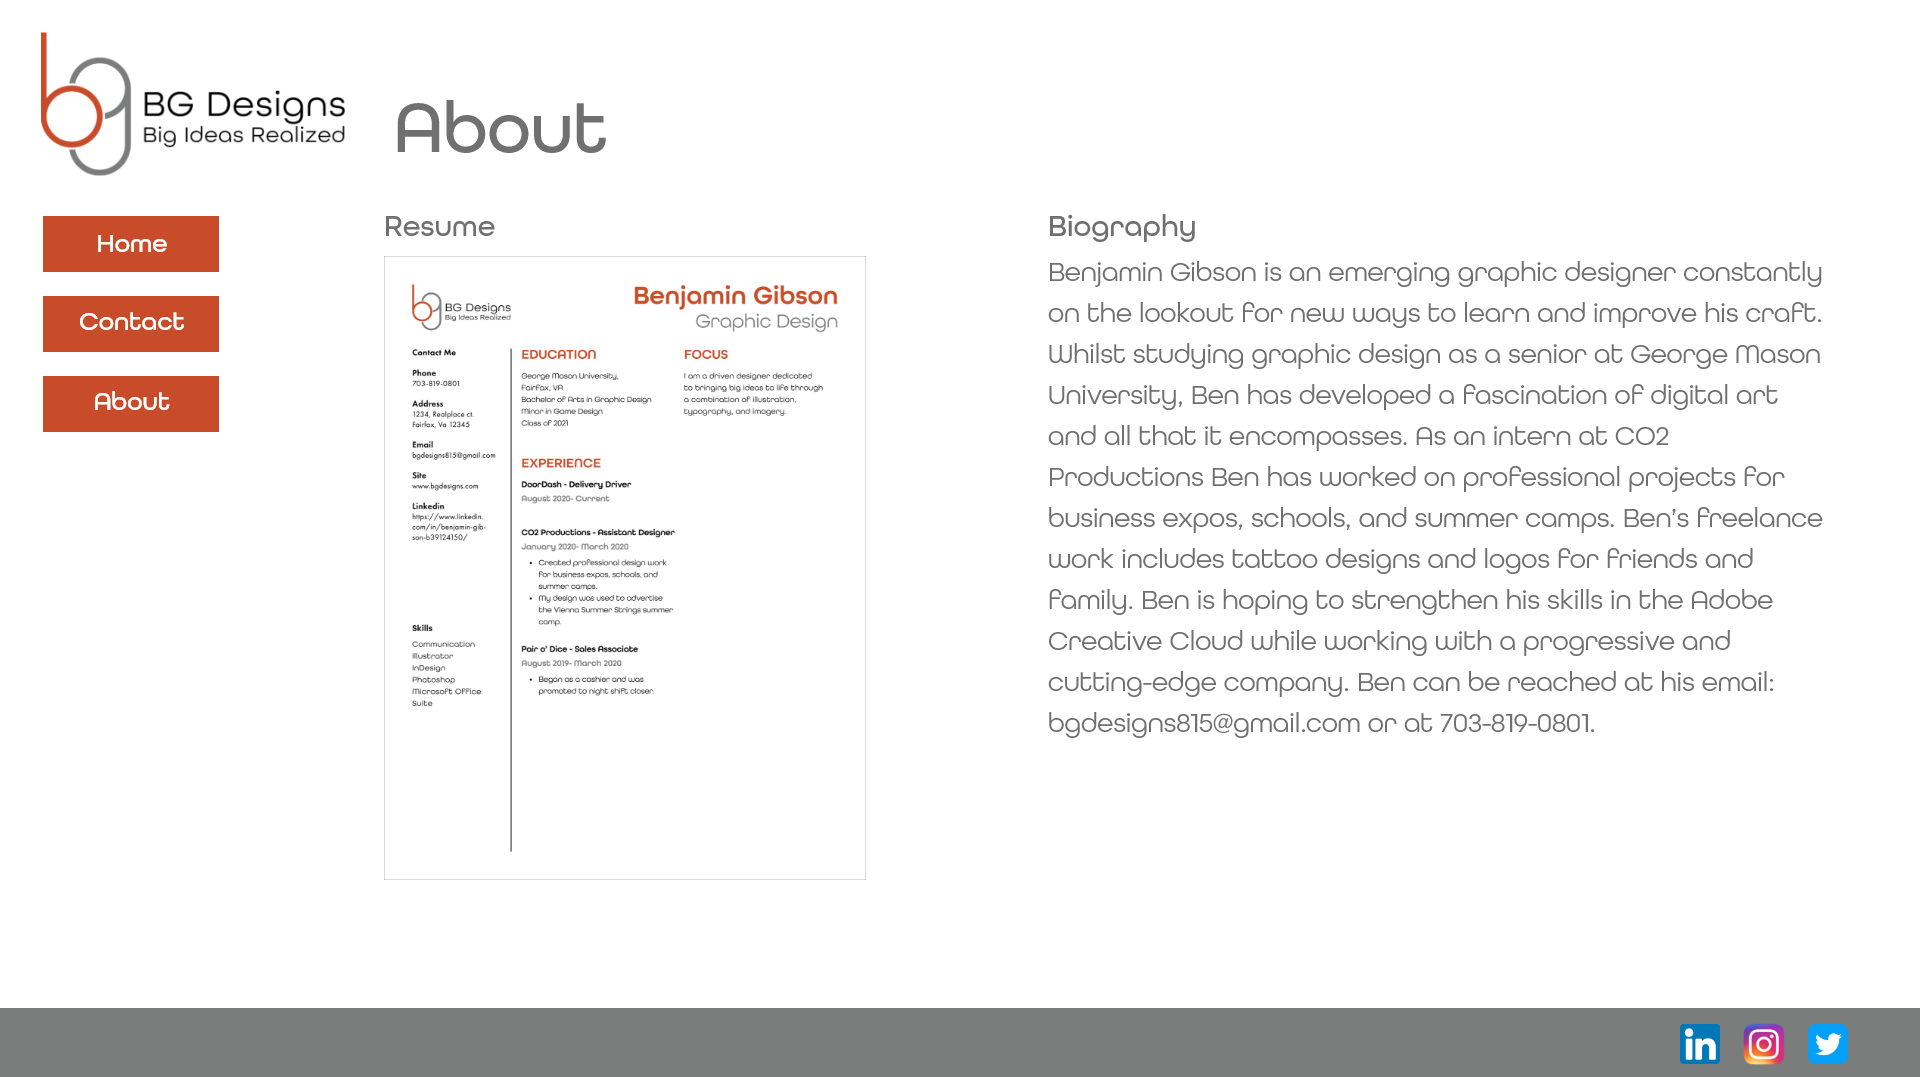 BG Designs
Big Ideas Realized
About
Home
Contact
About
Resume
BG Designs
Big Ideas Realized
Benjamin Gibson
Graphic Design
Contact Me
Phone
703-819-0801
Address
1234, Realplace ct.
Fairfax, Va 12345
Email
bgdesigns815@gmail.com
Site
www.bgdesigns.com
Linkedin
https://www.linkedin.
com/in/benjamin-gib-
son-b39124150/
Skills
Communication
Illustrator
InDesign
Photoshop
Microsoft Office
Suite
EDUCATION
George Mason University,
Fairfax, VA
Bachelor of Arts in Graphic Design
Minor in Game Design
Class of 2021
FOCUS
I am a driven designer dedicated
to bringing big ideas to life through
a combination of illustration,
typography, and imagery.
EXPERIENCE
DoorDash - Delivery Driver
August 2020- Current
CO2 Productions - Assistant Designer
January 2020- March 2020
• Created professional design work
for business expos, schools, and
summer camps.
• My design was used to advertise
the Vienna Summer Strings summer
camp.
Pair o' Dice - Sales Associate
August 2019- March 2020
• Began as a cashier and was
promoted to night shift closer.
Biography
Benjamin Gibson is an emerging graphic designer constantly
on the lookout for new ways to learn and improve his craft.
Whilst studying graphic design as a senior at George Mason
University, Ben has developed a fascination of digital art
and all that it encompasses. As an intern at CO2
Productions Ben has worked on professional projects for
business expos, schools, and summer camps. Ben's freelance
work includes tattoo designs and logos for friends and
family. Ben is hoping to strengthen his skills in the Adobe
Creative Cloud while working with a progressive and
cutting-edge company. Ben can be reached at his email:
bgdesigns815@gmail.com or at 703-819-0801.
in